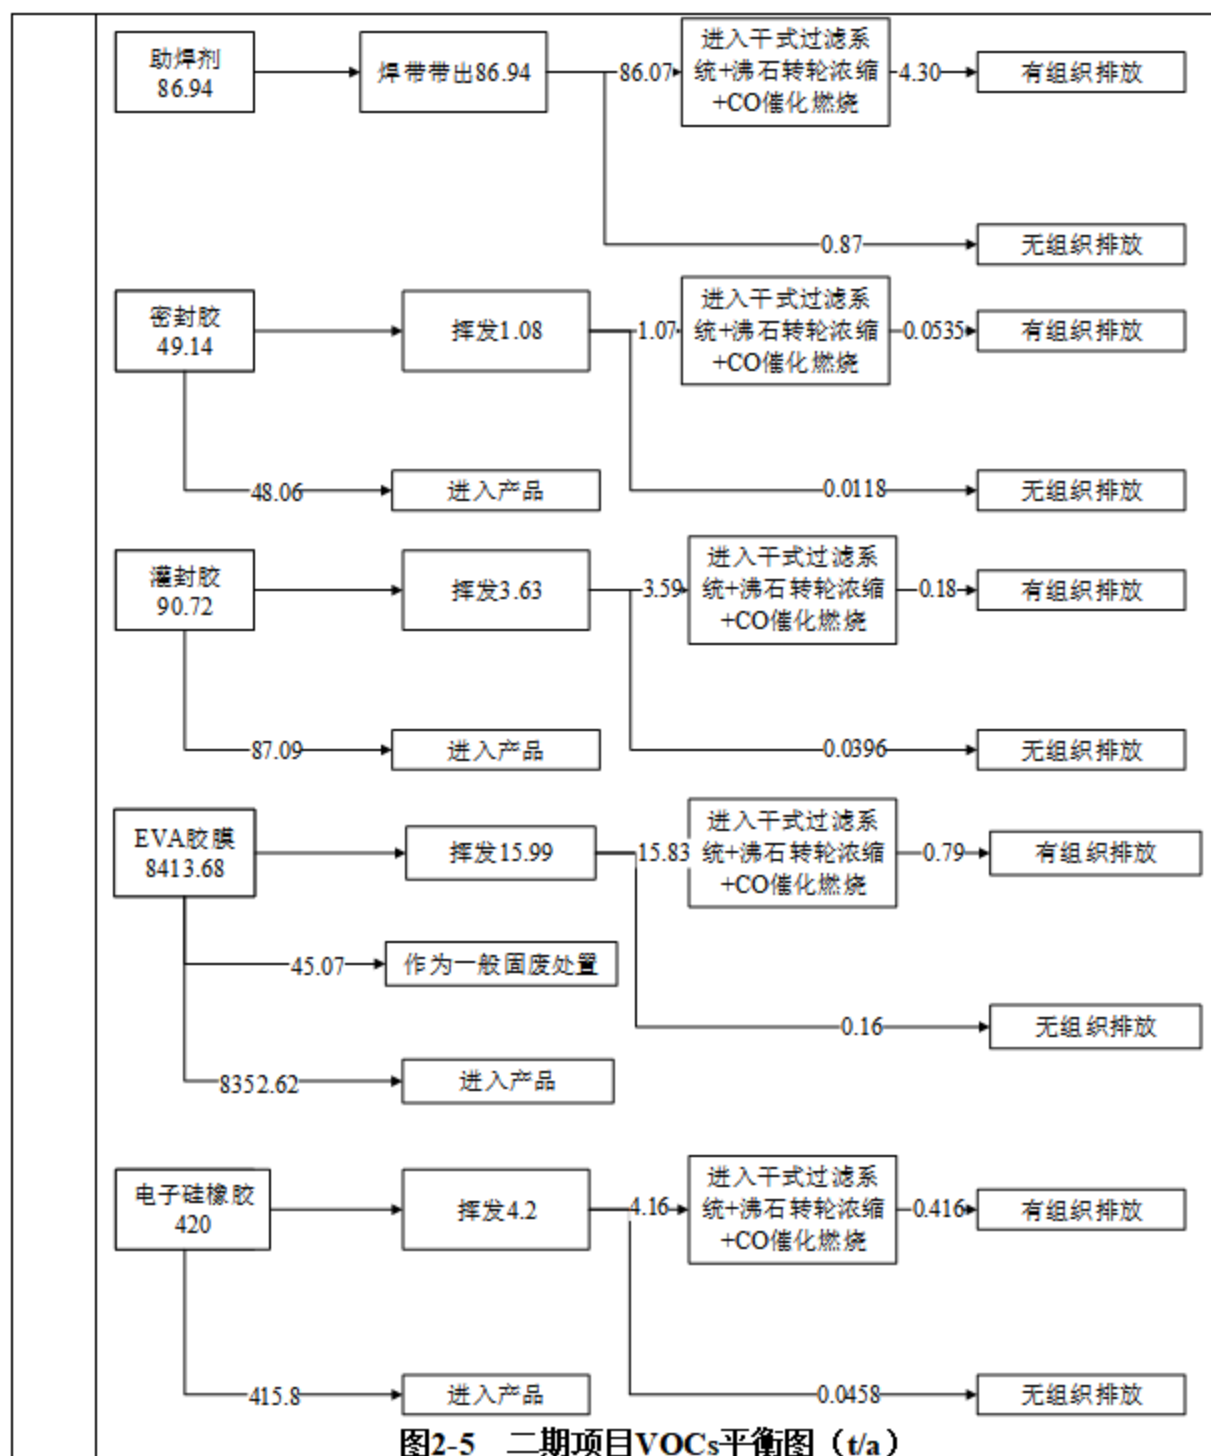 助焊剂
86.94
焊带带出86.94
86.07
进入干式过滤系
统+沸石转轮浓缩
+CO催化燃烧
4.30
有组织排放
0.87
无组织排放
密封胶
49.14
挥发1.08
1.07
进入干式过滤系
统+沸石转轮浓缩
+CO催化燃烧
0.0535
有组织排放
48.06
进入产品
0.0118
无组织排放
灌封胶
90.72
挥发3.63
3.59
进入干式过滤系
统+沸石转轮浓缩
+CO催化燃烧
0.18
有组织排放
87.09
进入产品
0.0396
无组织排放
EVA胶膜
8413.68
挥发15.99
15.83
进入干式过滤系
统+沸石转轮浓缩
+CO催化燃烧
0.79
有组织排放
45.07
作为一般固废处置
0.16
无组织排放
8352.62
进入产品
电子硅橡胶
420
挥发4.2
4.16
进入干式过滤系
统+沸石转轮浓缩
+CO催化燃烧
0.416
有组织排放
415.8
进入产品
0.0458
无组织排放
图2-5 二期项目VOCs平衡图（t/a）